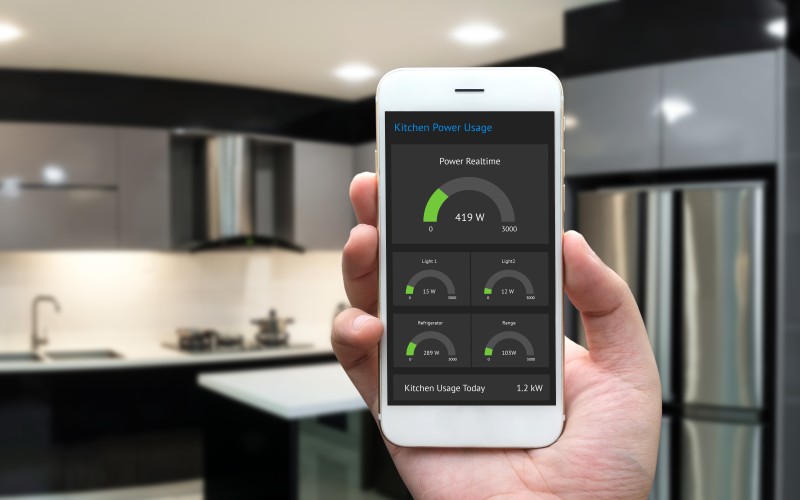 Kitchen Power Usage
Power Realtime
419 W
0 3000
Light 1 Light2
15 W 12 W
0 3000 0 3000
Refrigerator Range
289 W 103W
0 3000 0 3000
Kitchen Usage Today 1.2 kW